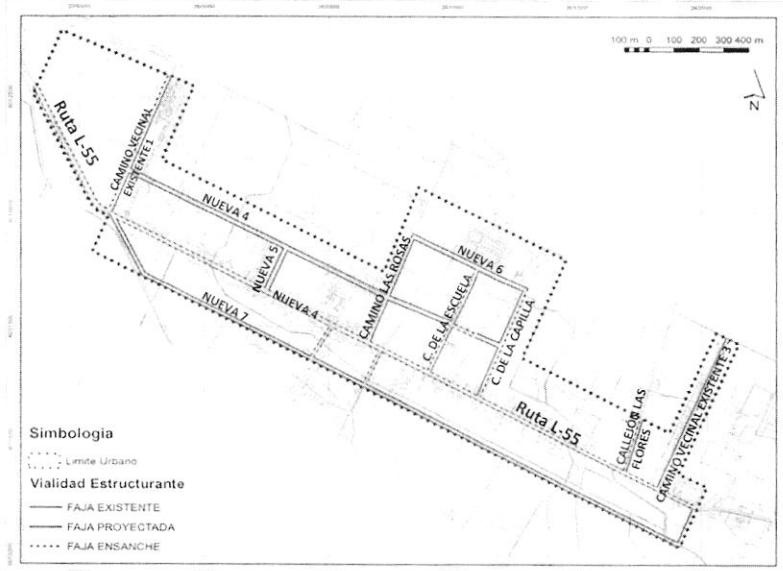 100 m 0 100 200 300 400 m
N
Ruta L-55
CAMINO VECINAL
EXISTENTE 1
NUEVA 4
NUEVA 5
NUEVA 4
NUEVA 7
CAMINO LAS ROSAS
NUEVA 6
C. DE LA ESCUELA
C. DE LA CAPILLA
Ruta L-55
CALLEJÓN LAS
FLORES
CAMINO VECINAL EXISTENTE 3
Simbologia
Limite Urbano
Vialidad Estructurante
FAJA EXISTENTE
FAJA PROYECTADA
FAJA ENSANCHE